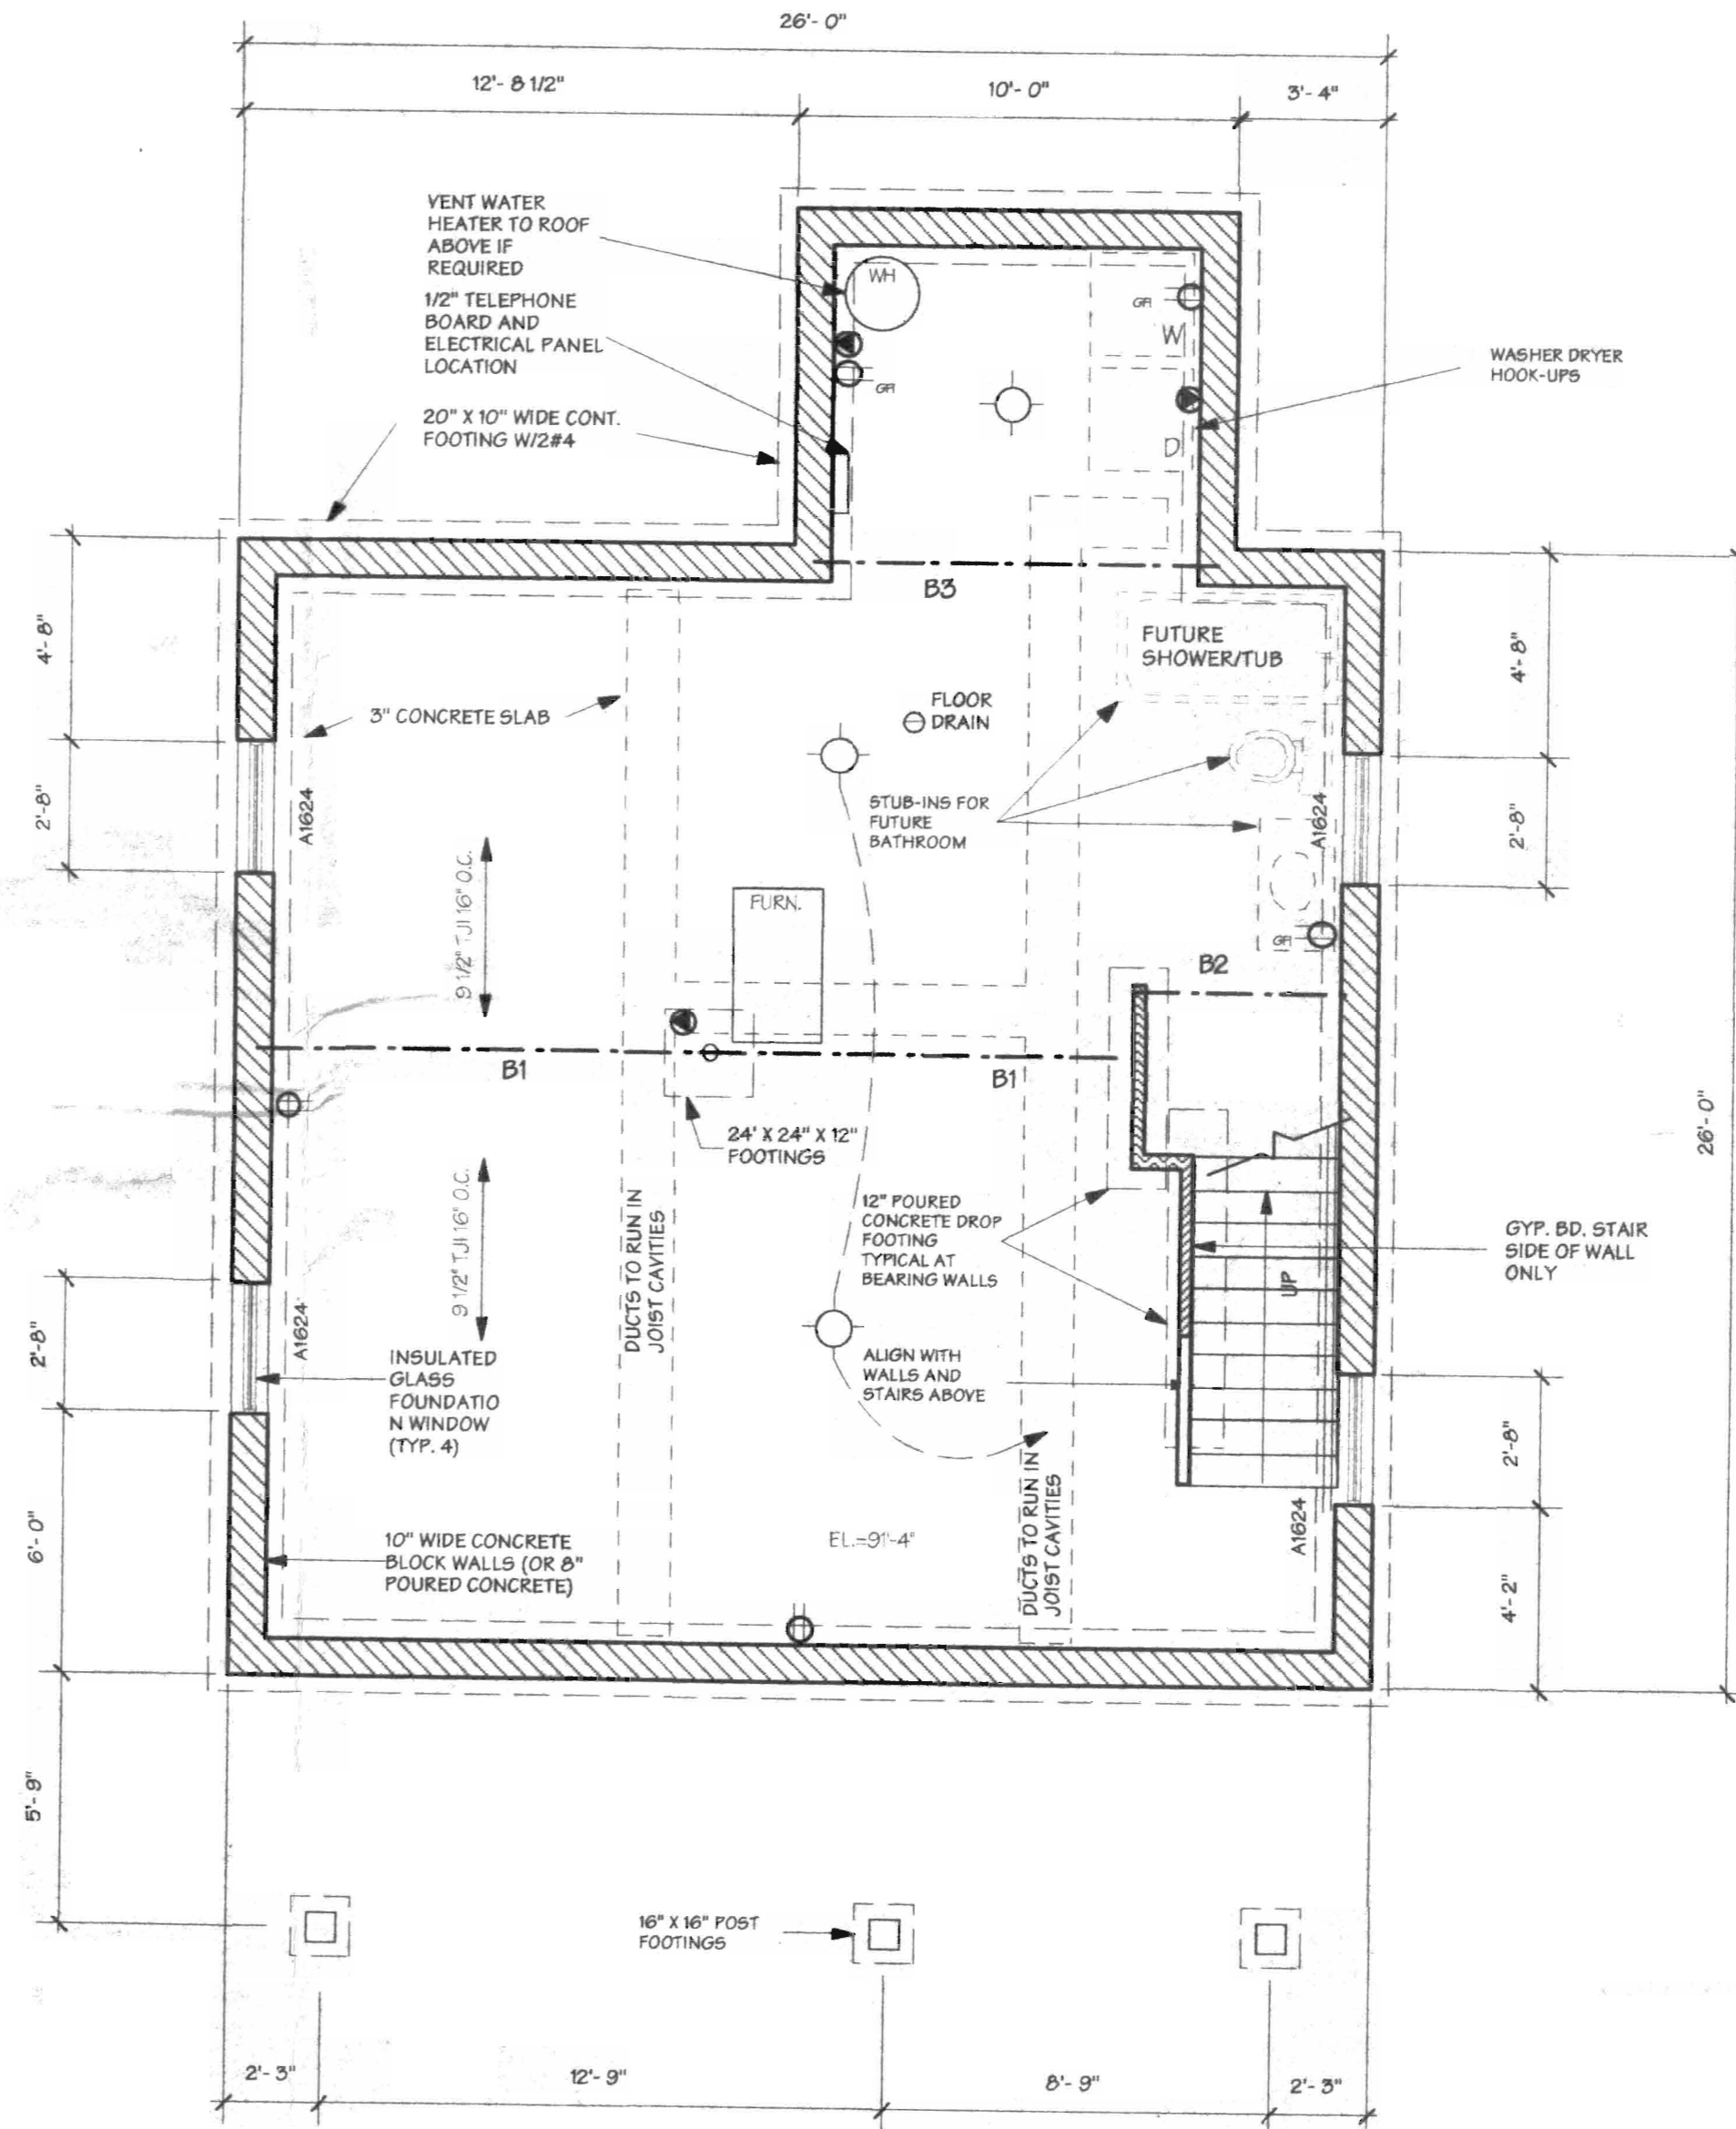 26'- 0"
12'- 8 1/2"
10'- 0"
3'- 4"
VENT WATER
HEATER TO ROOF
ABOVE IF
REQUIRED
1/2" TELEPHONE
BOARD AND
ELECTRICAL PANEL
LOCATION
20" X 10" WIDE CONT.
FOOTING W/2#4
WH
GFI
GFI
W
D
WASHER DRYER
HOOK-UPS
B3
4'- 8"
2'-8"
3" CONCRETE SLAB
FUTURE
SHOWER/TUB
FLOOR
DRAIN
4'- 8"
2'-8"
A1624
A1624
STUB-INS FOR
FUTURE
BATHROOM
9 1/2" TJI 16" O.C.
FURN.
GFI
B2
B1
B1
26'- 0"
24' X 24" X 12"
FOOTINGS
9 1/2" TJI 16" O.C.
DUCTS TO RUN IN
JOIST CAVITIES
12" POURED
CONCRETE DROP
FOOTING
TYPICAL AT
BEARING WALLS
UP
GYP. BD. STAIR
SIDE OF WALL
ONLY
2'-8"
A1624
INSULATED
GLASS
FOUNDATIO
N WINDOW
(TYP. 4)
ALIGN WITH
WALLS AND
STAIRS ABOVE
2'-8"
6'- 0"
10" WIDE CONCRETE
BLOCK WALLS (OR 8"
POURED CONCRETE)
EL.=91'-4"
DUCTS TO RUN IN
JOIST CAVITIES
A1624
4'- 2"
5'- 9"
16" X 16" POST
FOOTINGS
2'- 3"
12'- 9"
8'- 9"
2'- 3"